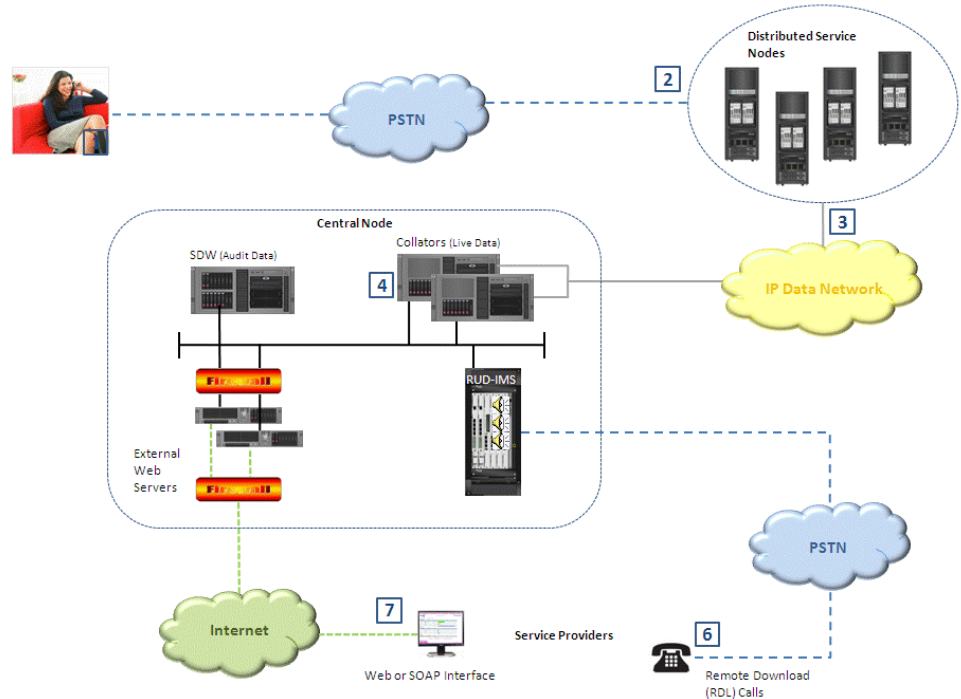 Distributed Service
Nodes
2
PSTN
3
Central Node
SDW (Audit Data)
Collators (Live Data)
4
IP Data Network
Firewall
RUD-IMS
External
Web
Servers
Firewall
PSTN
Internet
7
Service Providers
6
Web or SOAP Interface
Remote Download
(RDL) Calls